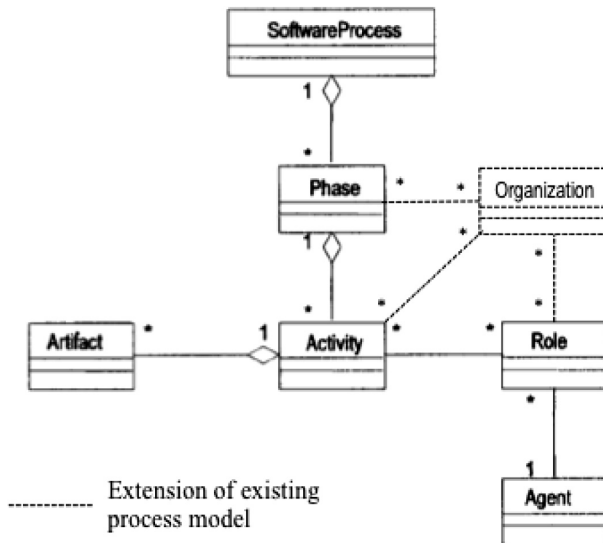 SoftwareProcess
1
*
Phase
*
*
Organization
1
*
*
*
*
*
Artifact
*
1
Activity
*
*
Role
*
1
Agent
Extension of existing
process model